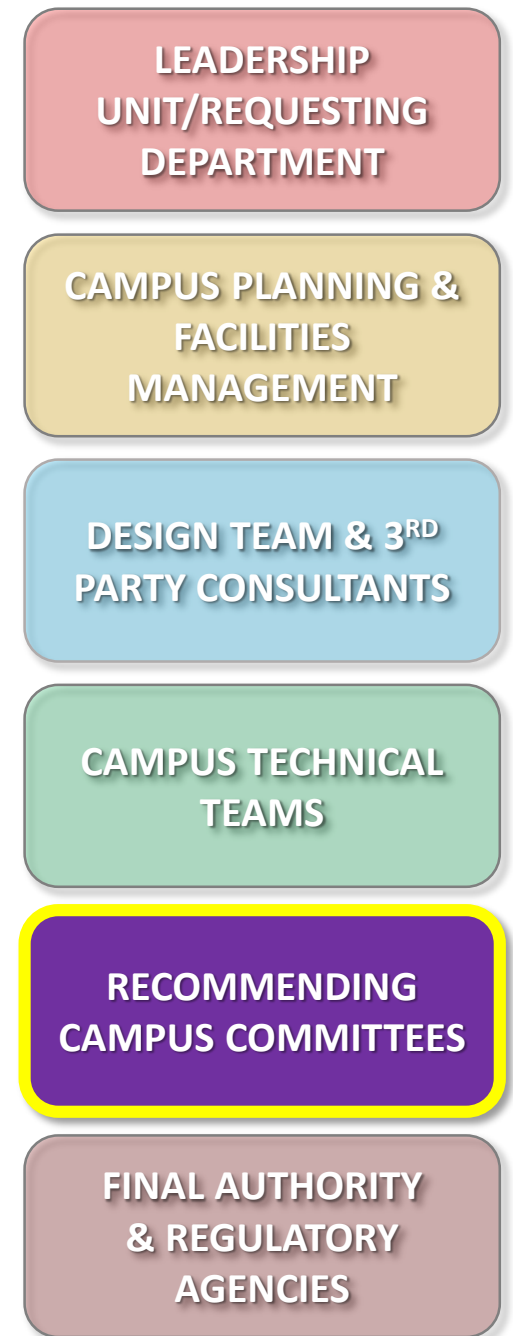 LEADERSHIP
UNIT/REQUESTING
DEPARTMENT
CAMPUS PLANNING &
FACILITIES
MANAGEMENT
DESIGN TEAM & 3RD
PARTY CONSULTANTS
CAMPUS TECHNICAL
TEAMS
RECOMMENDING
CAMPUS COMMITTEES
FINAL AUTHORITY
& REGULATORY
AGENCIES